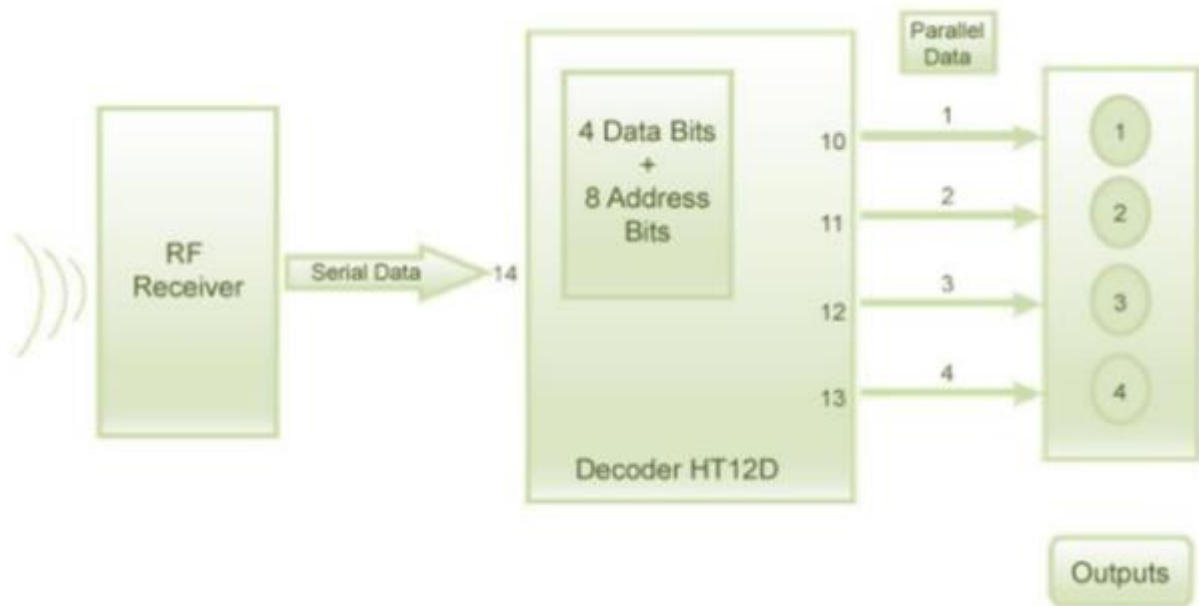 RF
Receiver
Serial Data
14
4 Data Bits
+
8 Address
Bits
10
11
12
13
Decoder HT12D
Parallel
Data
1
2
3
4
1
2
3
4
Outputs